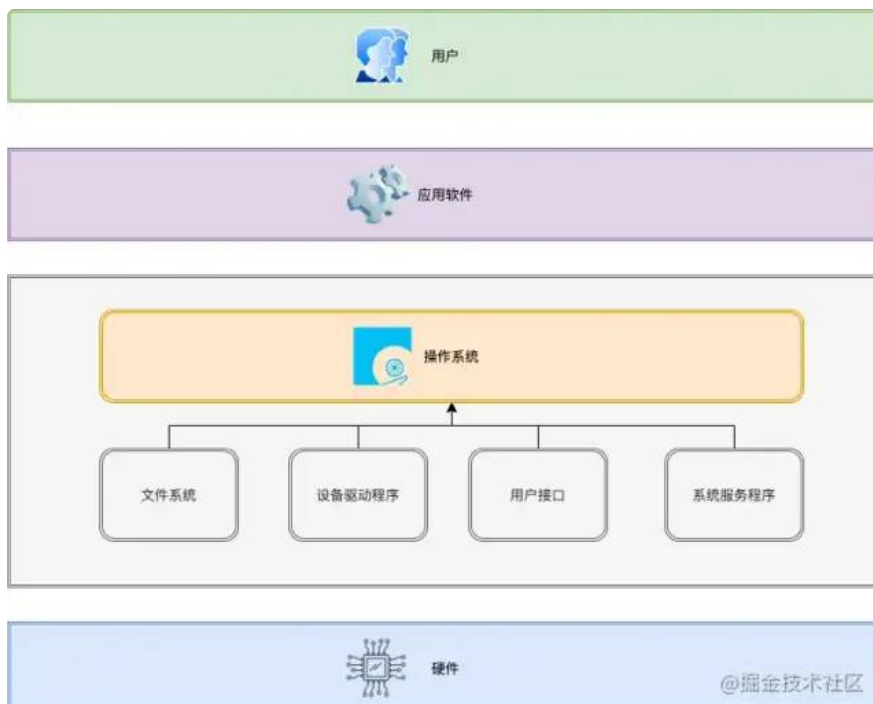 用户
应用软件
操作系统
文件系统
设备驱动程序
用户接口
系统服务程序
硬件
@掘金技术社区